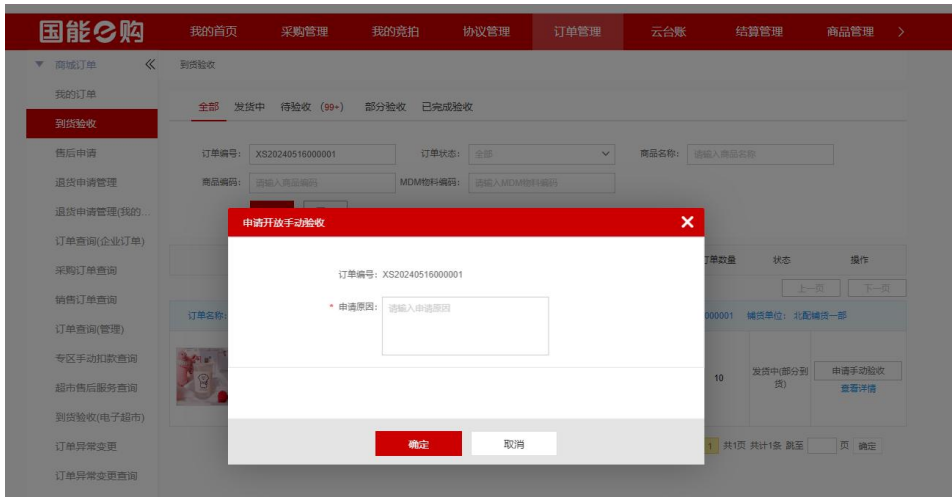 国能e购 我的首页 采购管理 我的竞拍 协议管理 订单管理 云台账 结算管理 商品管理
商城订单
到货验收
我的订单
到货验收
售后申请
退货申请管理
退货申请管理(我的...
订单查询(企业订单)
采购订单查询
销售订单查询
订单查询(管理)
专区手动扣款查询
超市售后服务查询
到货验收(电子超市)
订单异常变更
订单异常变更查询
全部 发货中 待验收 (99+) 部分验收 已完成验收
订单编号: XS20240516000001 订单状态: 全部 商品名称: 请输入商品名称
商品编码: 请输入商品编码 MDM物料编码: 请输入MDM物料编码
订单数量 状态 操作
上一页 下一页
订单名称: 000001 铺货单位: 北配铺货一部
10 发货中(部分到货) 申请手动验收
查看详情
1 共1页 共计1条 跳至 页 确定
申请开放手动验收
订单编号: XS20240516000001
* 申请原因: 请输入申请原因
确定 取消